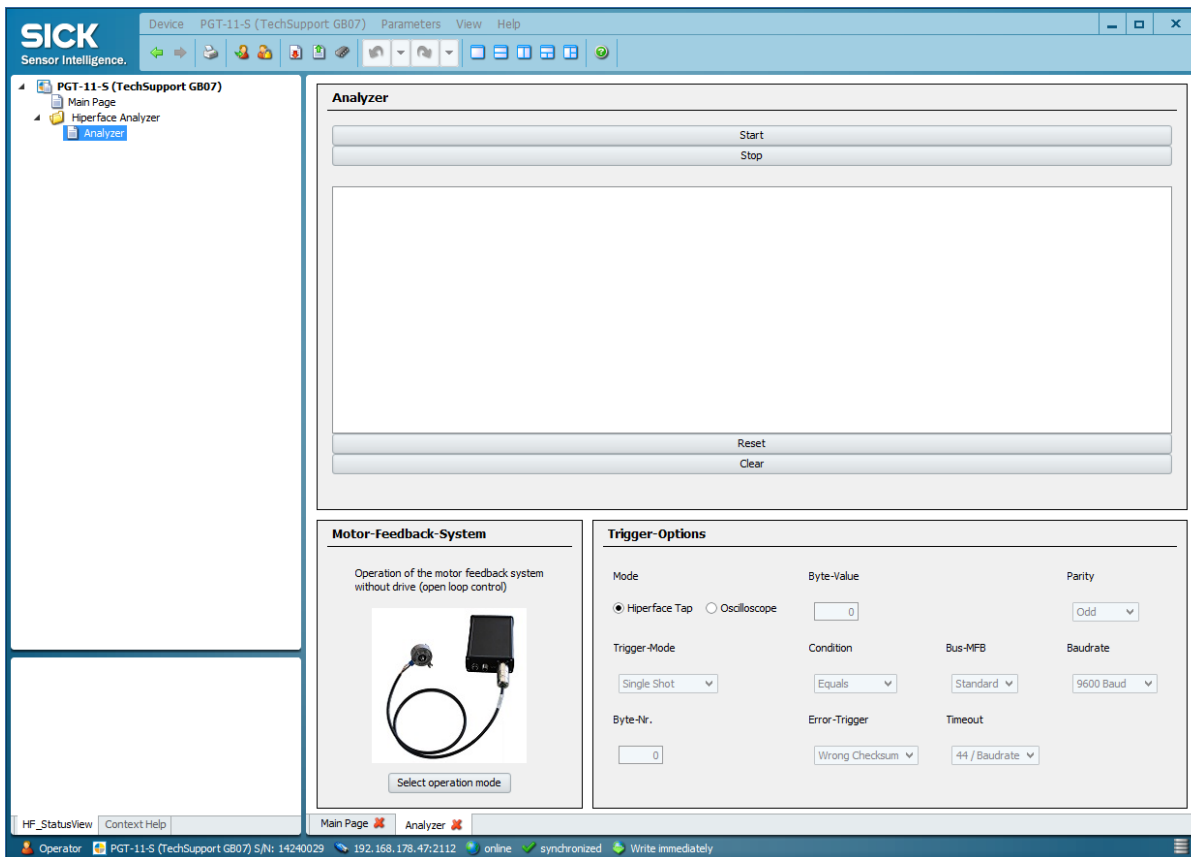 SICK
Sensor Intelligence.
Device PGT-11-S (TechSupport GB07) Parameters View Help
PGT-11-S (TechSupport GB07)
Main Page
Hiperface Analyzer
Analyzer
Analyzer
Start
Stop
Reset
Clear
Motor-Feedback-System
Operation of the motor feedback system
without drive (open loop control)
Select operation mode
Trigger-Options
Mode Byte-Value Parity
Hiperface Tap Oscilloscope 0 Odd
Trigger-Mode Condition Bus-MFB Baudrate
Single Shot Equals Standard 9600 Baud
Byte-Nr. Error-Trigger Timeout
0 Wrong Checksum 44 / Baudrate
HF_StatusView Context Help
Main Page Analyzer
Operator PGT-11-S (TechSupport GB07) S/N: 14240029 192.168.178.47:2112 online synchronized Write immediately